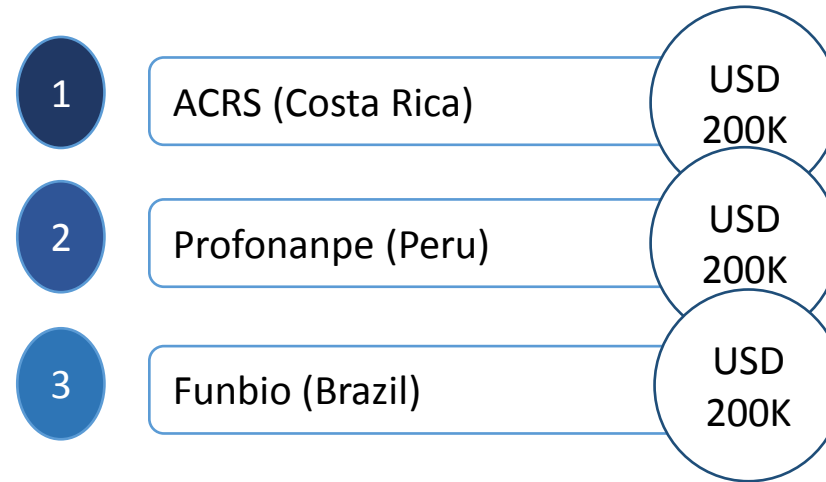 1
ACRS (Costa Rica)
USD
200K
2
Profonanpe (Peru)
USD
200K
3
Funbio (Brazil)
USD
200K